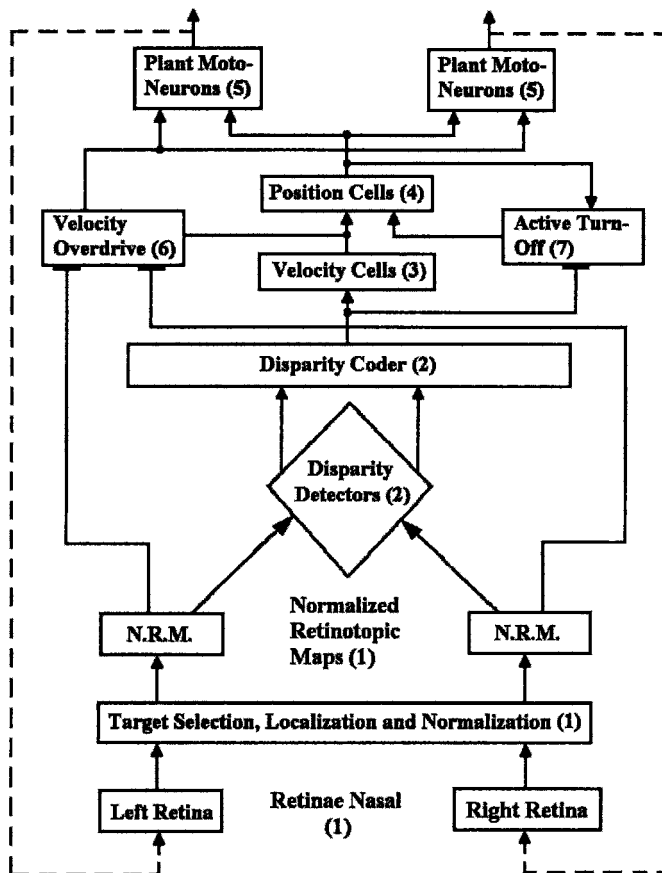 Plant Moto-
Neurons (5)
Plant Moto-
Neurons (5)
Position Cells (4)
Velocity
Overdrive (6)
Active Turn-
Off (7)
Velocity Cells (3)
Disparity Coder (2)
Disparity
Detectors (2)
Normalized
Retinotopic
Maps (1)
N.R.M.
N.R.M.
Target Selection, Localization and Normalization (1)
Left Retina
Retinae Nasal
(1)
Right Retina